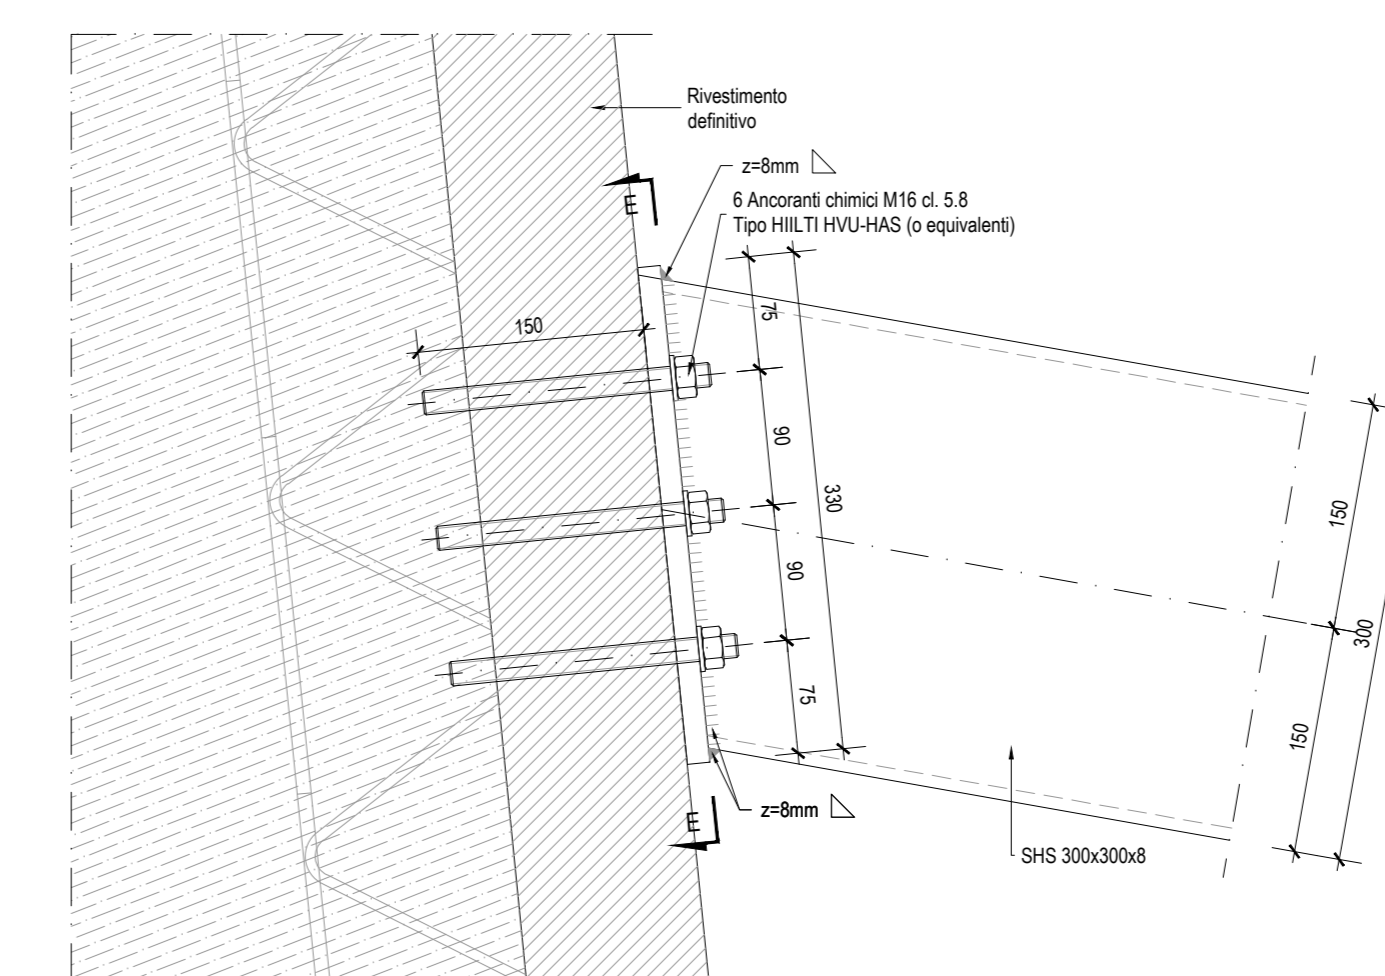 Rivestimento
definitivo
z=8mm
6 Ancoranti chimici M16 cl. 5.8
Tipo HIILTI HVU-HAS (o equivalenti)
E
75
150
90
330
90
75
150
300
150
E
z=8mm
SHS 300x300x8